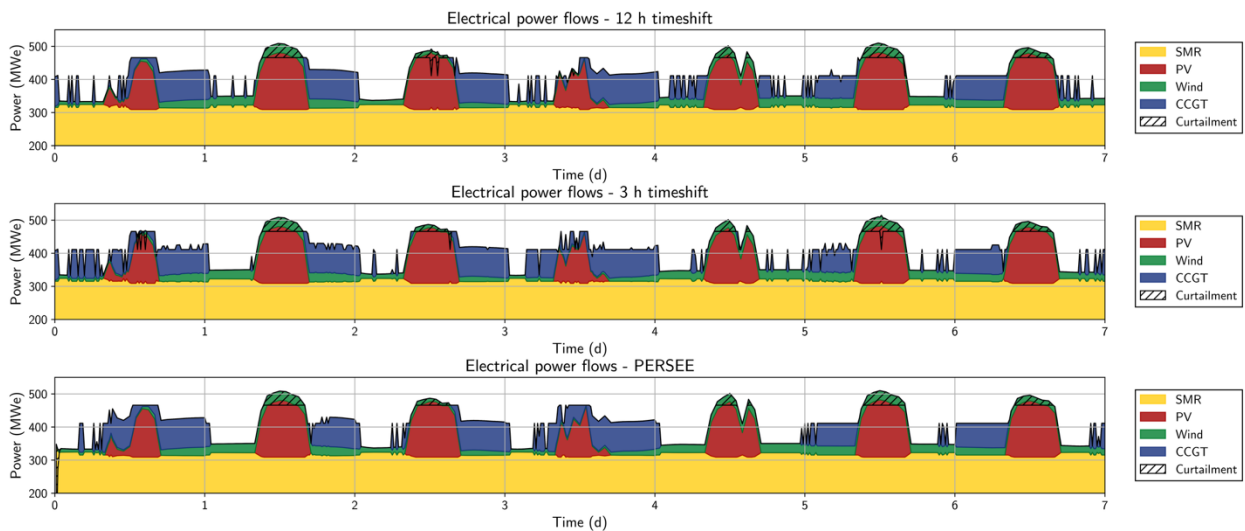 Electrical power flows - 12 h timeshift
Power (MWe)
500
400
300
200
0 1 2 3 4 5 6 7
Time (d)
SMR
PV
Wind
CCGT
Curtailment
Electrical power flows - 3 h timeshift
Power (MWe)
500
400
300
200
0 1 2 3 4 5 6 7
Time (d)
SMR
PV
Wind
CCGT
Curtailment
Electrical power flows - PERSEE
Power (MWe)
500
400
300
200
0 1 2 3 4 5 6 7
Time (d)
SMR
PV
Wind
CCGT
Curtailment